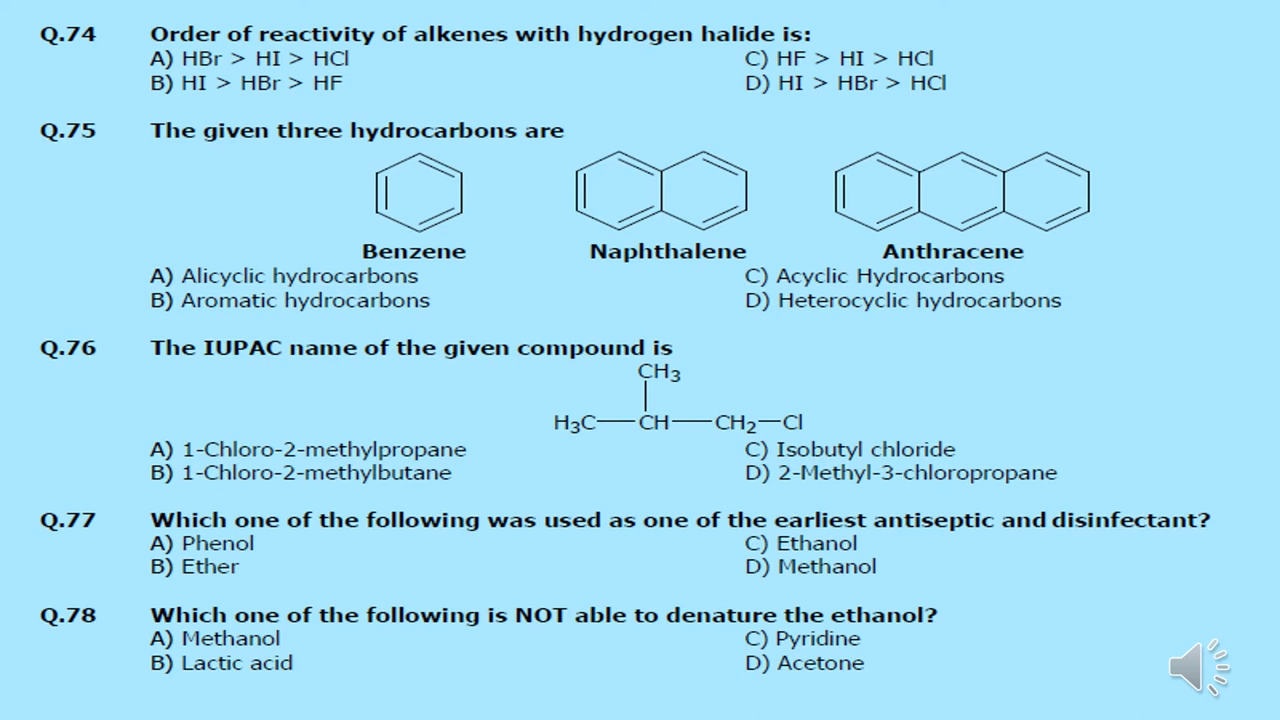 Q.74 Order of reactivity of alkenes with hydrogen halide is:
A) HBr > HI > HCl C) HF > HI > HCl
B) HI > HBr > HF D) HI > HBr > HCl
Q.75 The given three hydrocarbons are
Benzene Naphthalene Anthracene
A) Alicyclic hydrocarbons C) Acyclic Hydrocarbons
B) Aromatic hydrocarbons D) Heterocyclic hydrocarbons
Q.76 The IUPAC name of the given compound is
CH₃
H₃C—CH—CH₂—Cl
A) 1-Chloro-2-methylpropane C) Isobutyl chloride
B) 1-Chloro-2-methylbutane D) 2-Methyl-3-chloropropane
Q.77 Which one of the following was used as one of the earliest antiseptic and disinfectant?
A) Phenol C) Ethanol
B) Ether D) Methanol
Q.78 Which one of the following is NOT able to denature the ethanol?
A) Methanol C) Pyridine
B) Lactic acid D) Acetone